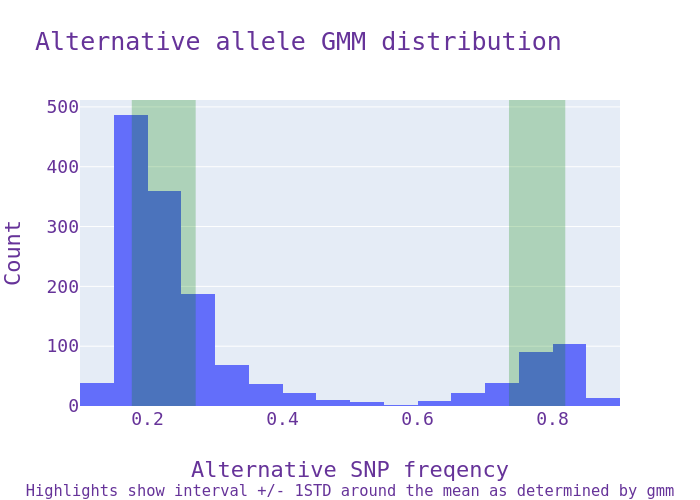 Alternative allele GMM distribution
500
400
300
200
100
0
Count
0.2 0.4 0.6 0.8
Alternative SNP freqency
Highlights show interval +/- 1STD around the mean as determined by gmm